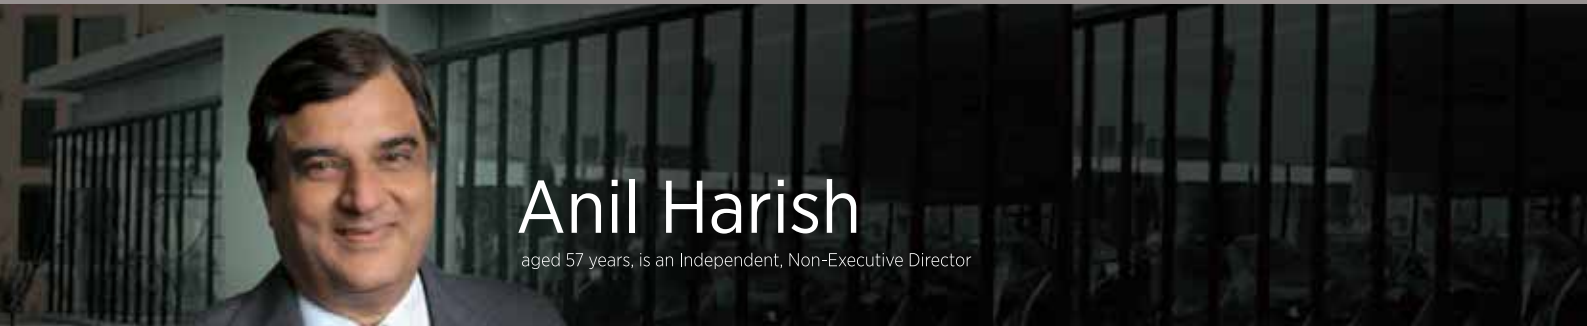 Anil Harish
aged 57 years, is an Independent, Non-Executive Director